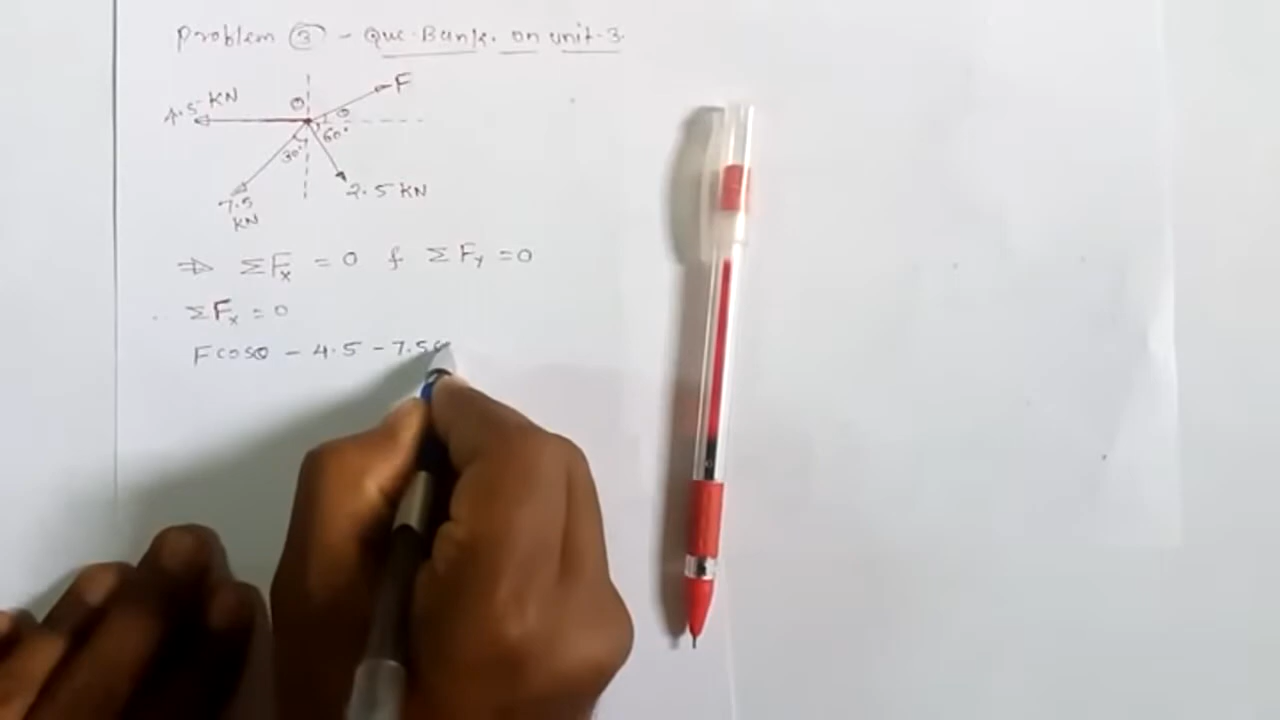 Problem ③ - Que. Bank. on unit-3.
F
4.5 KN
θ
θ
60°
30°
2.5 KN
7.5
KN
⇒ ΣFx = 0 & ΣFy = 0
ΣFx = 0
Fcosθ - 4.5 - 7.5